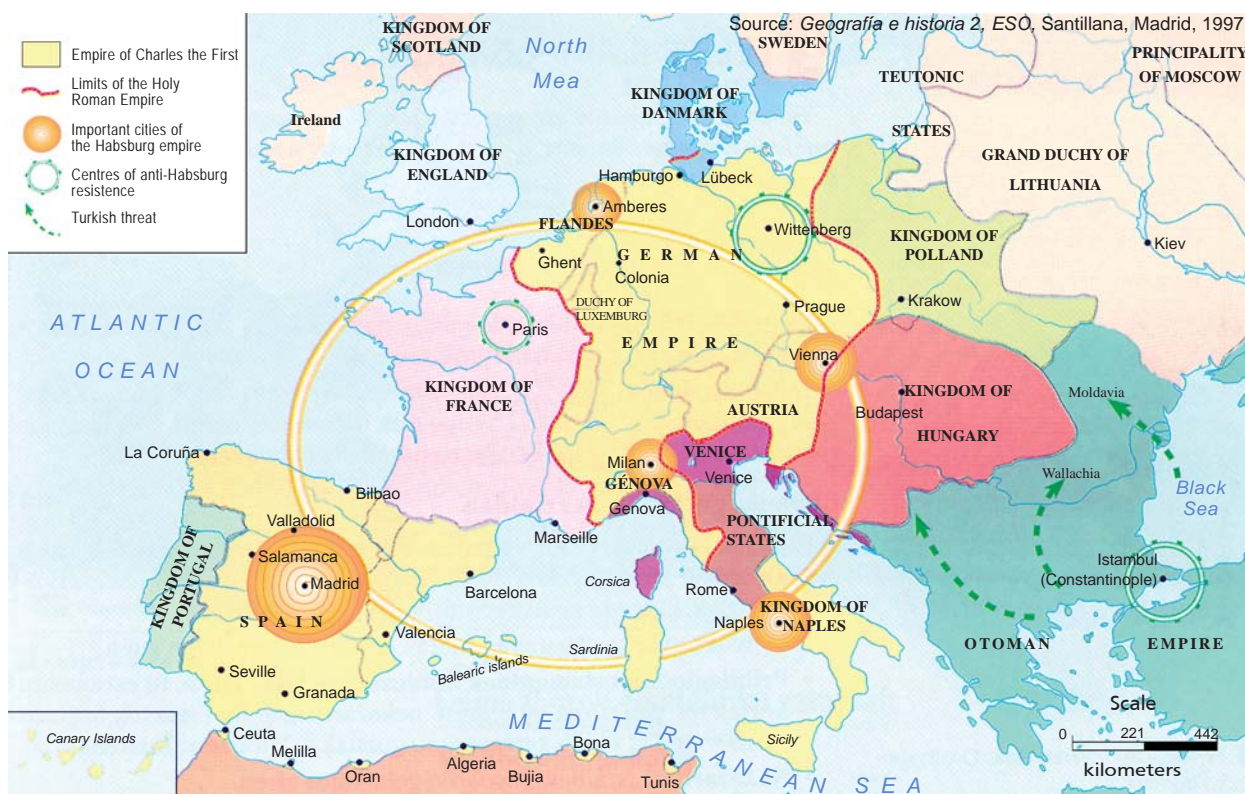 Source: Geografía e historia 2, ESO, Santillana, Madrid, 1997
Empire of Charles the First
Limits of the Holy
Roman Empire
Important cities of
the Habsburg empire
Centres of anti-Habsburg
resistence
Turkish threat
KINGDOM OF
SCOTLAND
North
Mea
SWEDEN
PRINCIPALITY
OF MOSCOW
TEUTONIC
STATES
KINGDOM OF
DANMARK
Ireland
GRAND DUCHY OF
LITHUANIA
KINGDOM OF
ENGLAND
Hamburgo
Lübeck
London
Amberes
FLANDES
Wittenberg
KINGDOM OF
POLLAND
Kiev
Ghent
GERMAN
Colonia
DUCHY OF
LUXEMBURG
Prague
Krakow
ATLANTIC
OCEAN
Paris
EMPIRE
Vienna
KINGDOM OF
FRANCE
AUSTRIA
KINGDOM OF
HUNGARY
Budapest
Moldavia
La Coruña
Bilbao
Milan
VENICE
Venice
GÉNOVA
Genova
Wallachia
Black
Sea
Valladolid
Salamanca
Madrid
KINGDOM OF
PORTUGAL
SPAIN
Marseille
PONTIFICIAL
STATES
Corsica
Rome
Barcelona
Istambul
(Constantinople)
KINGDOM OF
NAPLES
Naples
Valencia
Balearic islands
Sardinia
OTOMAN
EMPIRE
Seville
Granada
Canary Islands
Ceuta
Melilla
Oran
Algeria
Bujia
Bona
Tunis
Sicily
MEDITERRANEAN SEA
Scale
0 221 442
kilometers